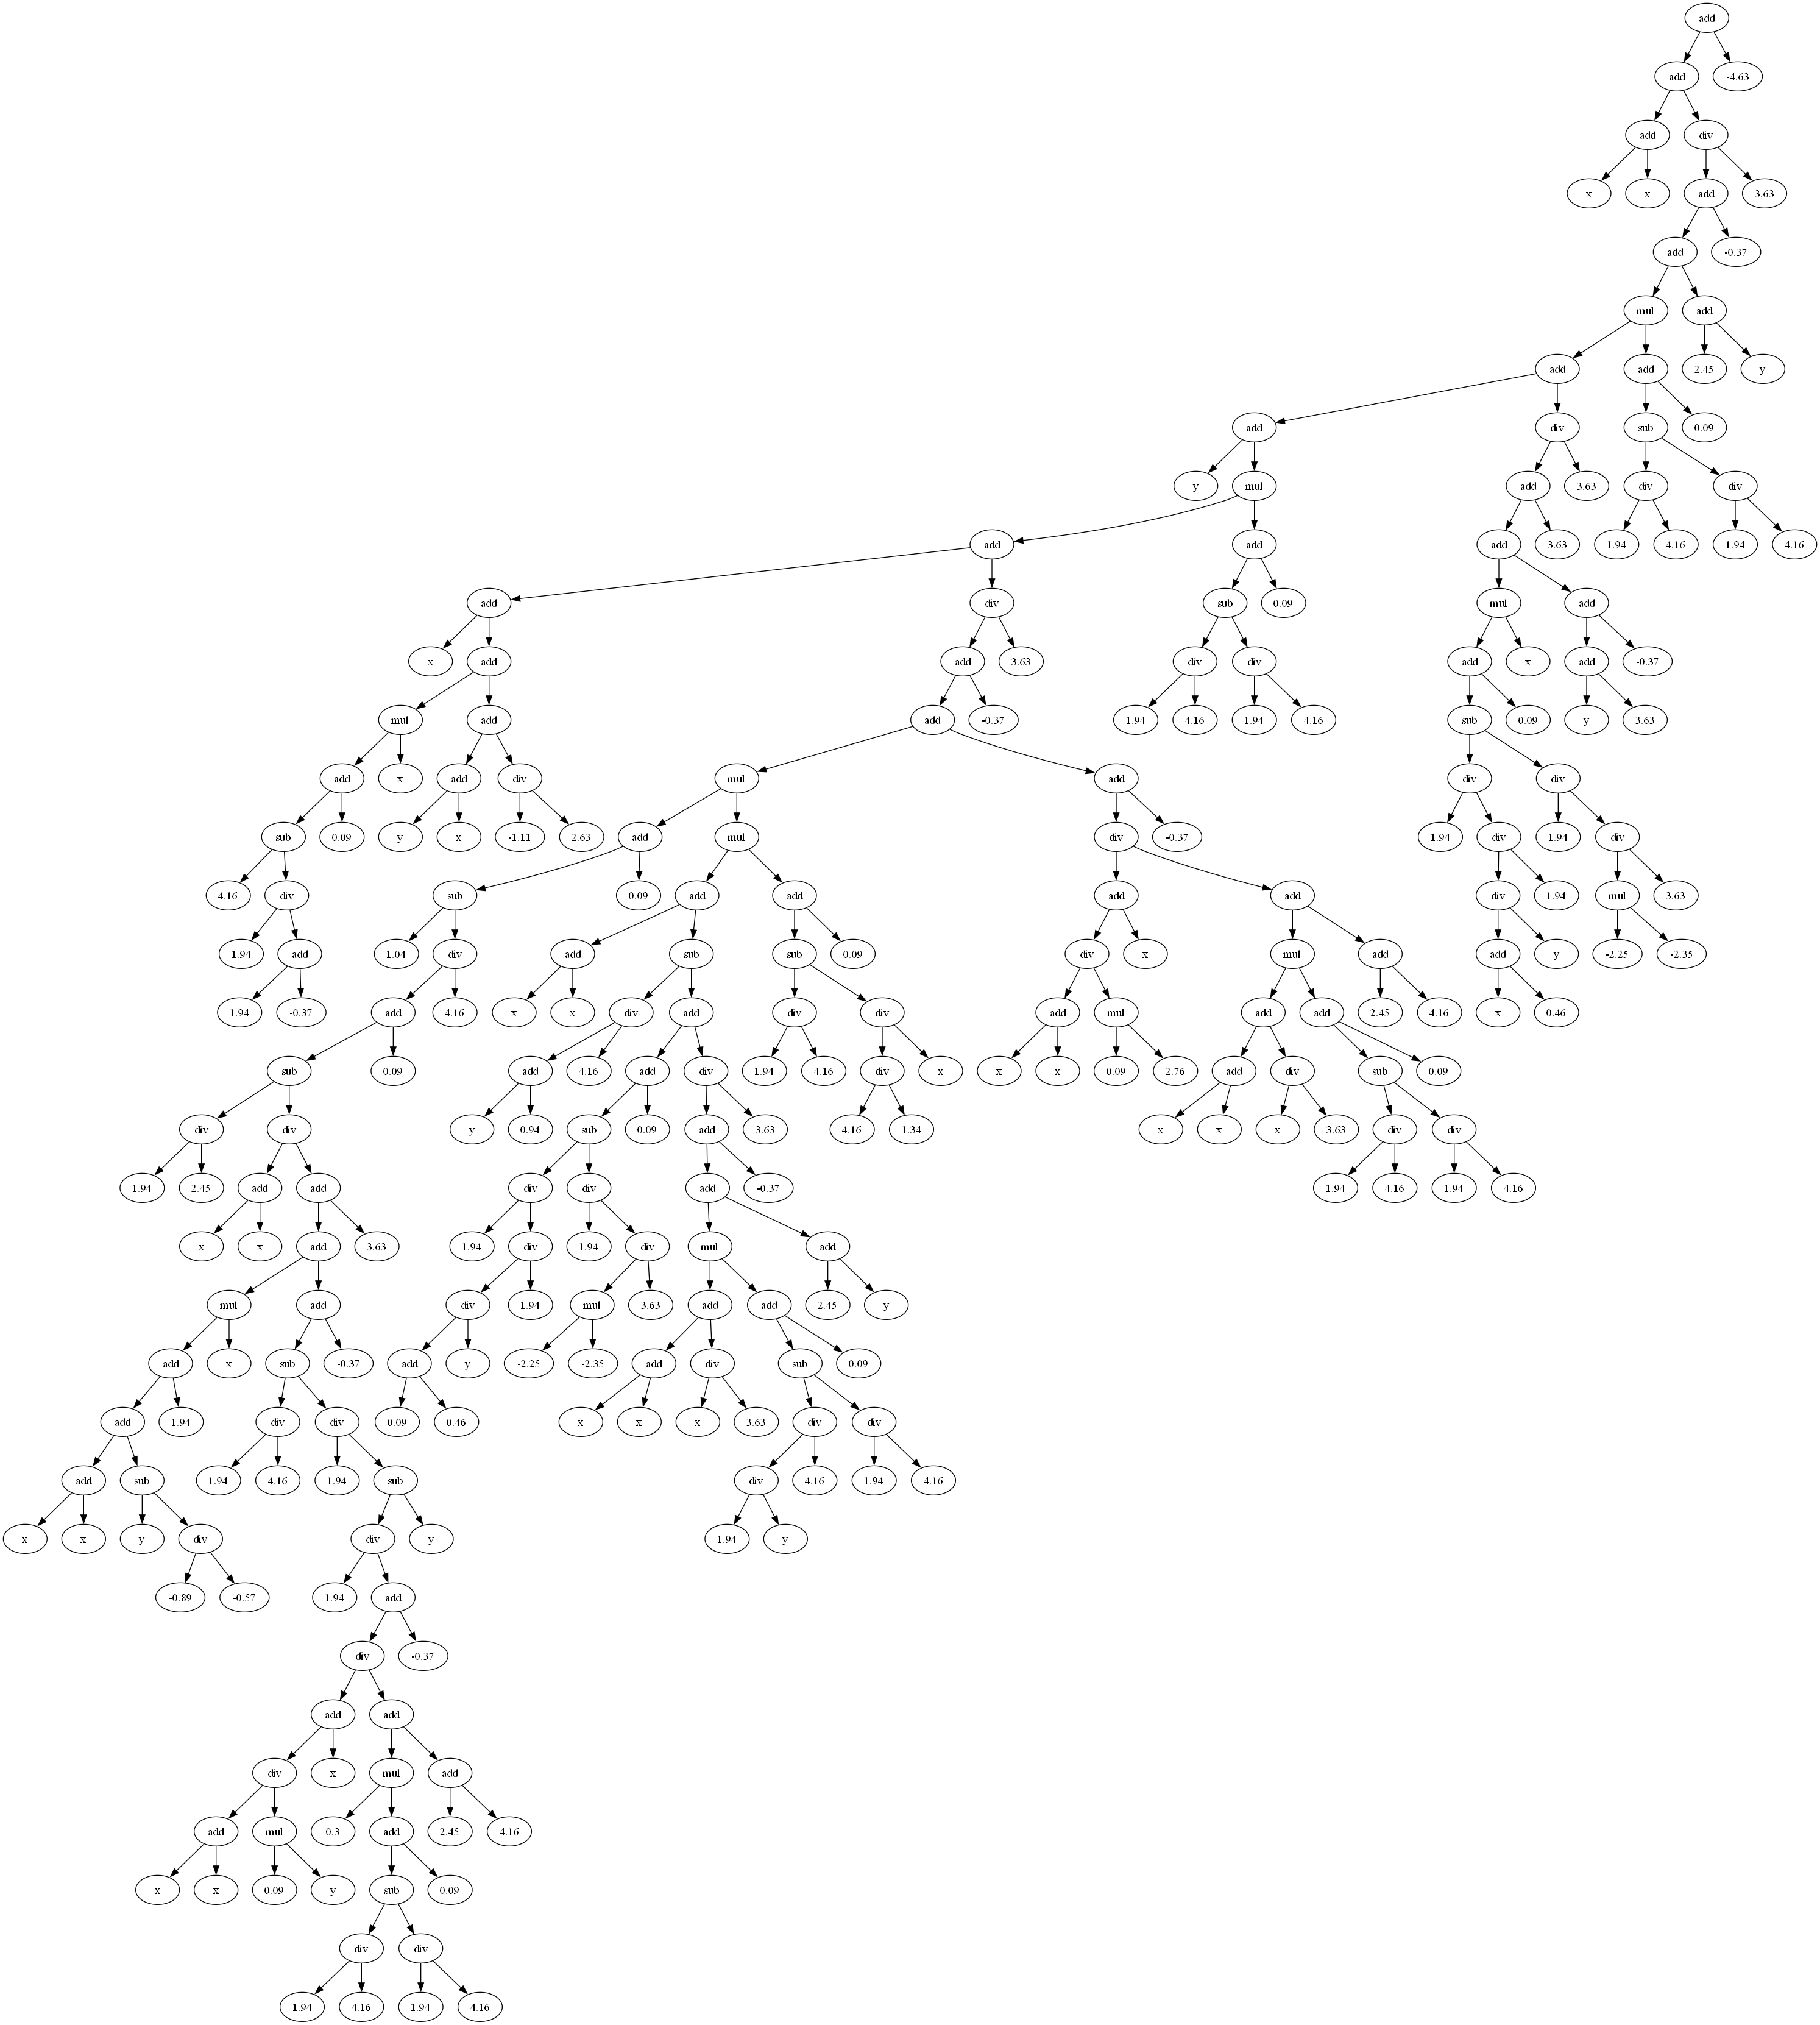 add
add -4.63
add div
x x add 3.63
add -0.37
mul add
add add 2.45 y
add div sub 0.09
y mul add 3.63 div div
add add add 3.63 1.94 4.16 1.94 4.16
add div sub 0.09 mul add
x add add 3.63 div div add x add -0.37
mul add add -0.37 1.94 4.16 1.94 4.16 sub 0.09 y 3.63
add x add div mul add div div
sub 0.09 y x -1.11 2.63 add mul div -0.37 1.94 div 1.94 div
4.16 div sub 0.09 add add add add div 1.94 mul 3.63
1.94 add 1.04 div add sub sub 0.09 div x mul add add y -2.25 -2.35
1.94 -0.37 add 4.16 x x div add div div add mul add add 2.45 4.16 x 0.46
sub 0.09 add 4.16 add div 1.94 4.16 div x x x 0.09 2.76 add div sub 0.09
div div y 0.94 sub 0.09 add 3.63 4.16 1.34 x x x 3.63 div div
1.94 2.45 add add div div add -0.37 1.94 4.16 1.94 4.16
x x add 3.63 1.94 div 1.94 div mul add
mul add div 1.94 mul 3.63 add add 2.45 y
add x sub -0.37 add y -2.25 -2.35 add div sub 0.09
add 1.94 div div 0.09 0.46 x x x 3.63 div div
add sub 1.94 4.16 1.94 sub div 4.16 1.94 4.16
x x y div div y 1.94 y
-0.89 -0.57 1.94 add
div -0.37
add add
div x mul add
add mul 0.3 add 2.45 4.16
x x 0.09 y sub 0.09
div div
1.94 4.16 1.94 4.16